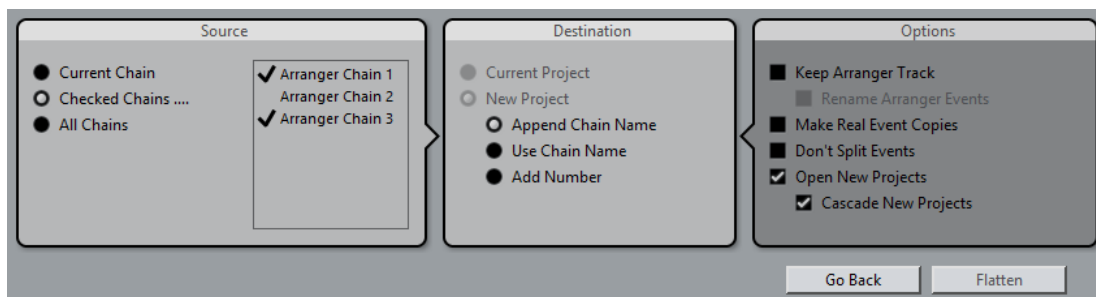 Source
Current Chain
Checked Chains ....
All Chains
Arranger Chain 1
Arranger Chain 2
Arranger Chain 3
Destination
Current Project
New Project
Append Chain Name
Use Chain Name
Add Number
Options
Keep Arranger Track
Rename Arranger Events
Make Real Event Copies
Don't Split Events
Open New Projects
Cascade New Projects
Go Back
Flatten